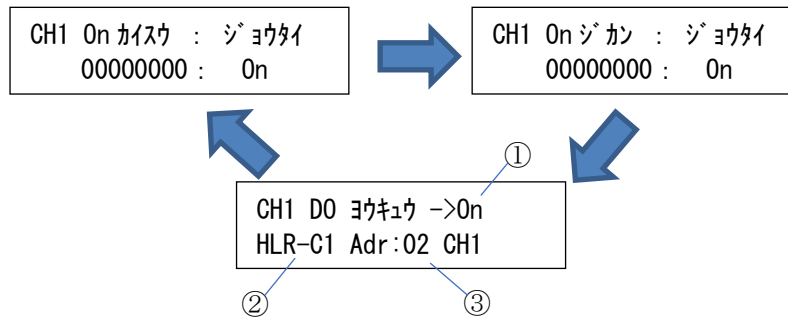 CH1 On ｶｲｽｳ : ｼﾞｮｳﾀｲ
00000000 : On
CH1 On ｼﾞｶﾝ : ｼﾞｮｳﾀｲ
00000000 : On
①
CH1 DO ﾖｳｷｭｳ ->On
HLR-C1 Adr:02 CH1
②
③